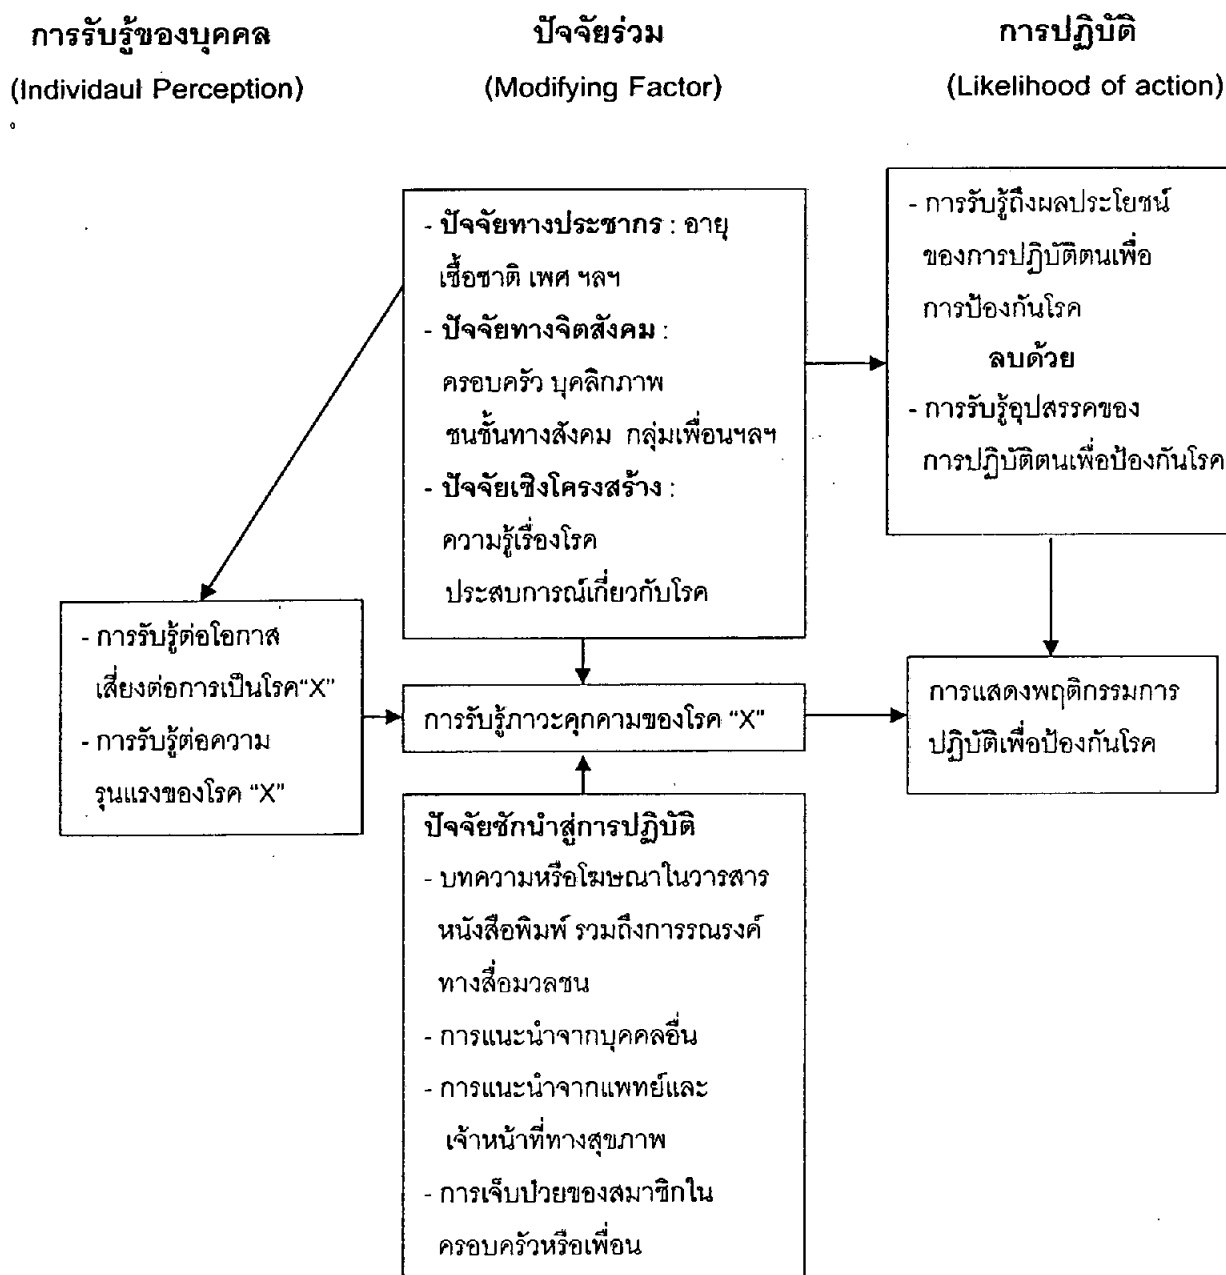 การรับรู้ของบุคคล
(Individaul Perception)
ปัจจัยร่วม
(Modifying Factor)
การปฏิบัติ
(Likelihood of action)
- ปัจจัยทางประชากร : อายุ
เชื้อชาติ เพศ ฯลฯ
- ปัจจัยทางจิตสังคม :
ครอบครัว บุคลิกภาพ
ชนชั้นทางสังคม กลุ่มเพื่อนฯลฯ
- ปัจจัยเชิงโครงสร้าง :
ความรู้เรื่องโรค
ประสบการณ์เกี่ยวกับโรค
- การรับรู้ถึงผลประโยชน์
ของการปฏิบัติตนเพื่อ
การป้องกันโรค
ลบด้วย
- การรับรู้อุปสรรคของ
การปฏิบัติตนเพื่อป้องกันโรค
- การรับรู้ต่อโอกาส
เสี่ยงต่อการเป็นโรค"X"
- การรับรู้ต่อความ
รุนแรงของโรค "X"
การรับรู้ภาวะคุกคามของโรค "X"
การแสดงพฤติกรรมการ
ปฏิบัติเพื่อป้องกันโรค
ปัจจัยชักนำสู่การปฏิบัติ
- บทความหรือโฆษณาในวารสาร
หนังสือพิมพ์ รวมถึงการรณรงค์
ทางสื่อมวลชน
- การแนะนำจากบุคคลอื่น
- การแนะนำจากแพทย์และ
เจ้าหน้าที่ทางสุขภาพ
- การเจ็บป่วยของสมาชิกใน
ครอบครัวหรือเพื่อน